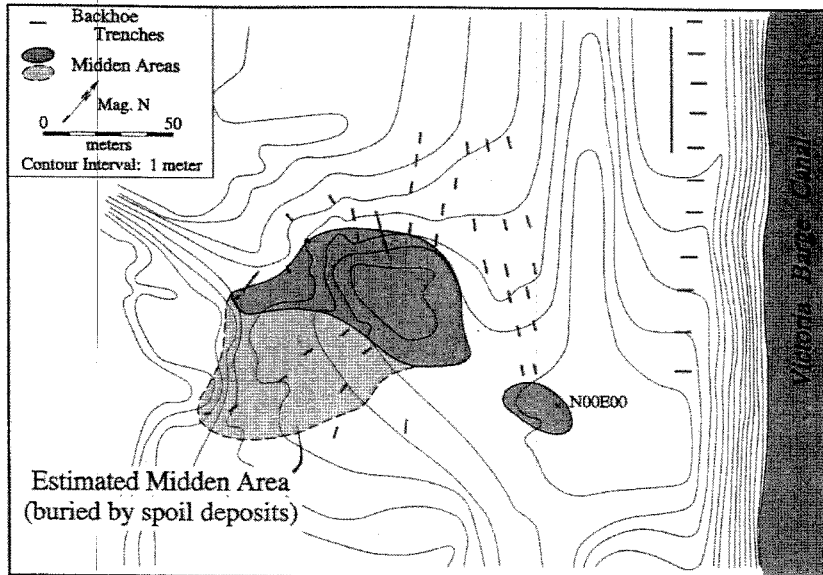 Backhoe
Trenches
Midden Areas
Mag. N
0 50
meters
Contour Interval: 1 meter
Victoria Barge Canal
N00E00
Estimated Midden Area
(buried by spoil deposits)